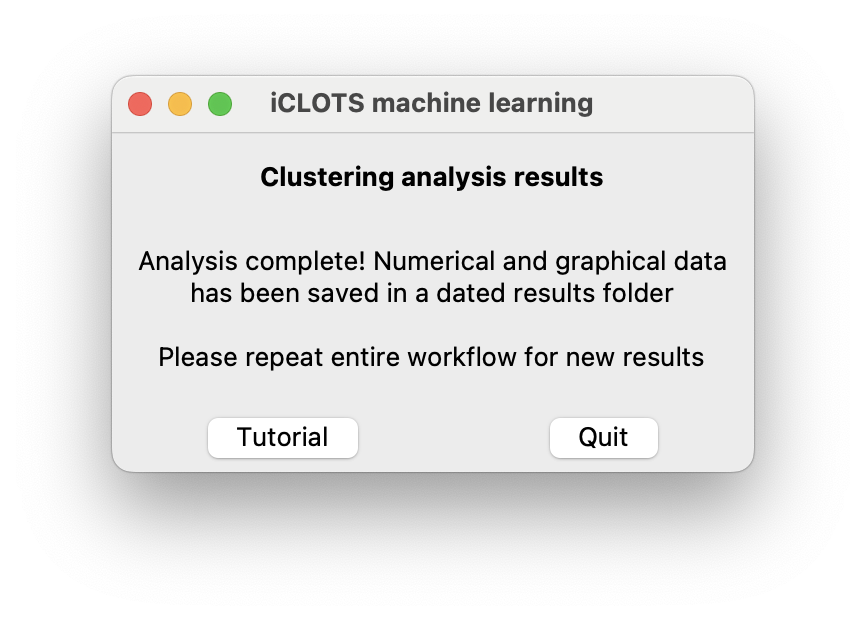 iCLOTS machine learning
Clustering analysis results
Analysis complete! Numerical and graphical data
has been saved in a dated results folder
Please repeat entire workflow for new results
Tutorial
Quit